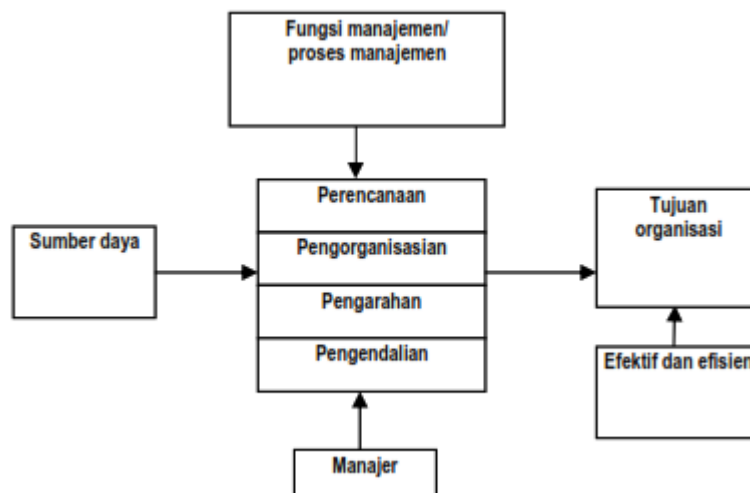 Fungsi manajemen/
proses manajemen
Perencanaan
Pengorganisasian
Pengarahan
Pengendalian
Sumber daya
Tujuan
organisasi
Efektif dan efisien
Manajer